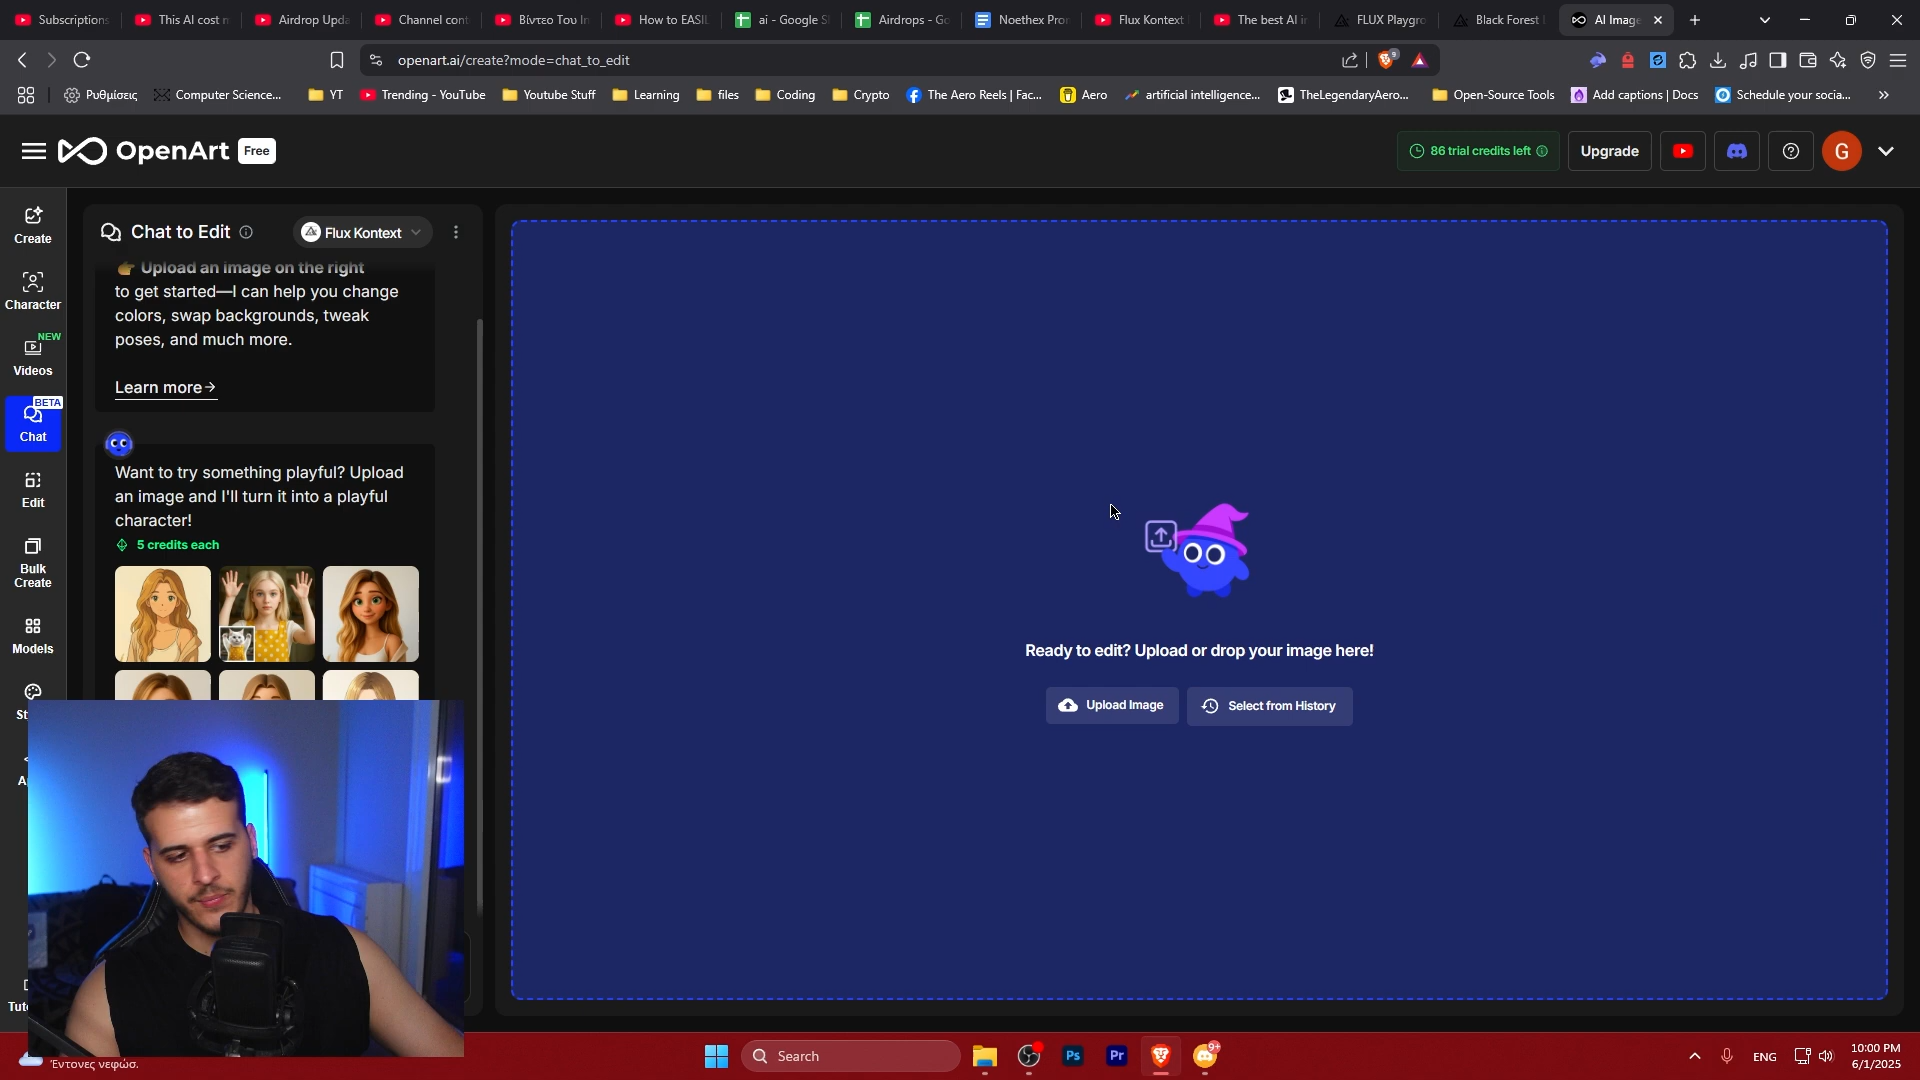 Subscriptions
This AI cost m
Airdrop Upda
Channel cont
Βίντεο Του Ιν
How to EASIL
ai - Google Sh
Airdrops - Go
Noethex Pror
Flux Kontext
The best AI in
FLUX Playgro
Black Forest
AI Image
openart.ai/create?mode=chat_to_edit
9
Ρυθμίσεις
Computer Science...
YT
Trending - YouTube
Youtube Stuff
Learning
files
Coding
Crypto
The Aero Reels | Fac...
Aero
artificial intelligence...
TheLegendaryAero...
Open-Source Tools
Add captions | Docs
Schedule your socia...
OpenArt
Free
86 trial credits left
Upgrade
G
Create
Character
NEW
Videos
BETA
Chat
Edit
Bulk
Create
Models
Chat to Edit
Flux Kontext
Upload an image on the right
to get started—I can help you change
colors, swap backgrounds, tweak
poses, and much more.
Learn more→
Want to try something playful? Upload
an image and I'll turn it into a playful
character!
5 credits each
Ready to edit? Upload or drop your image here!
Upload Image
Select from History
Έντονες νεφώσ.
Search
Ps
Pr
9+
ENG
10:00 PM
6/1/2025